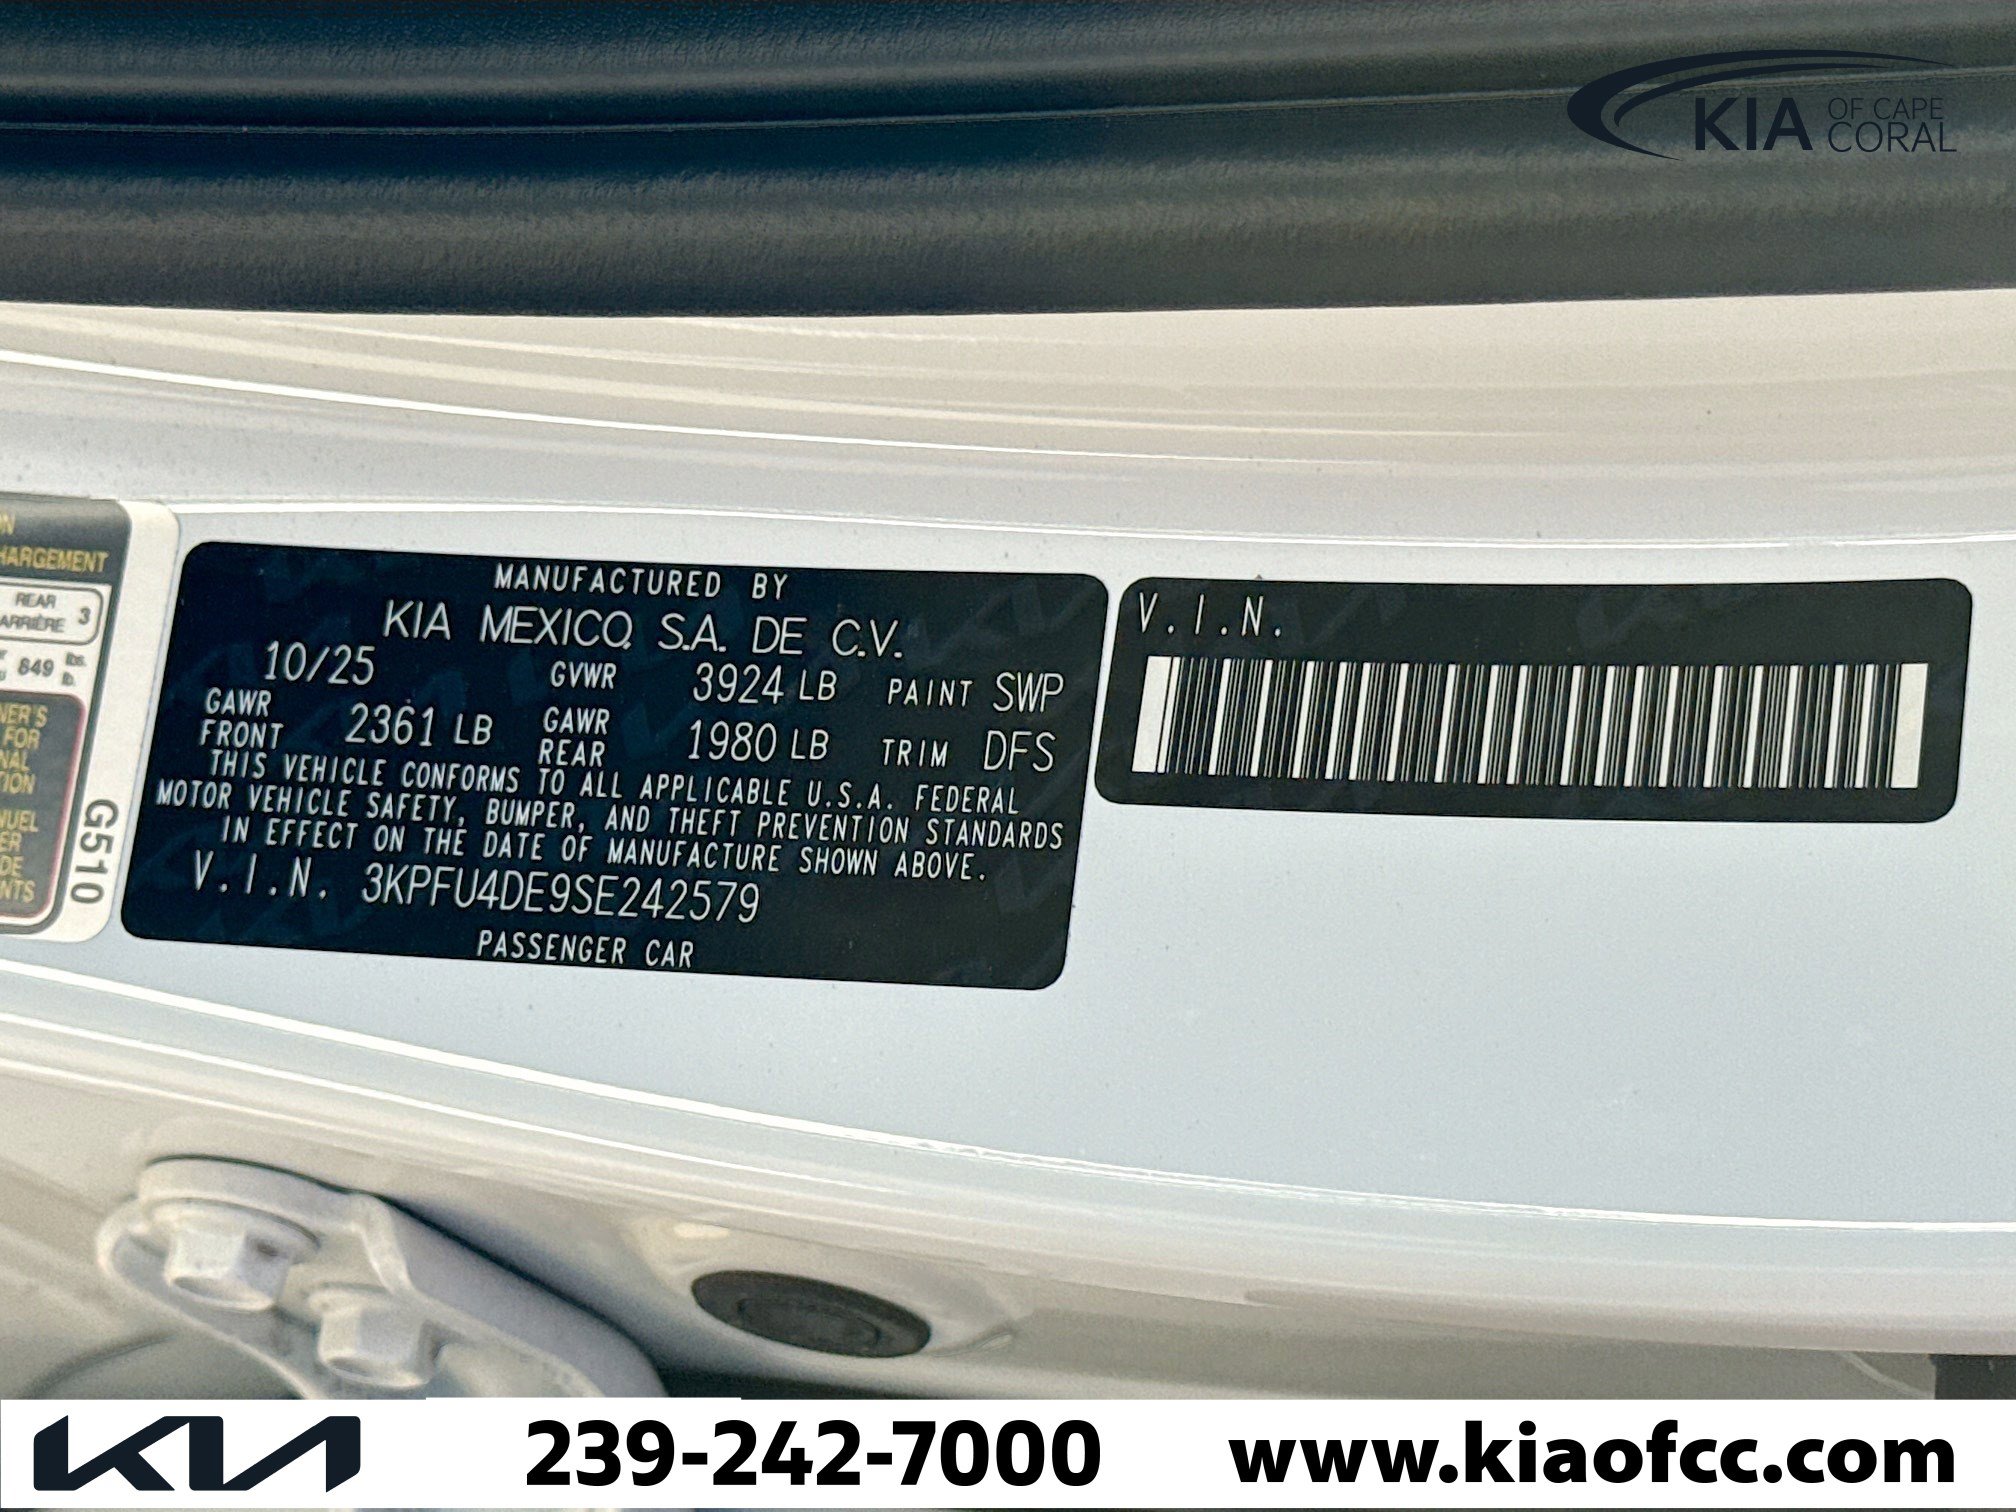 KIA OF CAPE
CORAL
HARGEMENT
REAR
ARRIÈRE 3
849 lbs.
lb.
G510
MANUFACTURED BY
KIA MEXICO, S.A. DE C.V.
10/25 GVWR 3924 LB PAINT SWP
GAWR FRONT 2361 LB GAWR REAR 1980 LB TRIM DFS
THIS VEHICLE CONFORMS TO ALL APPLICABLE U.S.A. FEDERAL
MOTOR VEHICLE SAFETY, BUMPER, AND THEFT PREVENTION STANDARDS
IN EFFECT ON THE DATE OF MANUFACTURE SHOWN ABOVE.
V.I.N. 3KPFU4DE9SE242579
PASSENGER CAR
V.I.N.
KIA 239-242-7000 www.kiaofcc.com